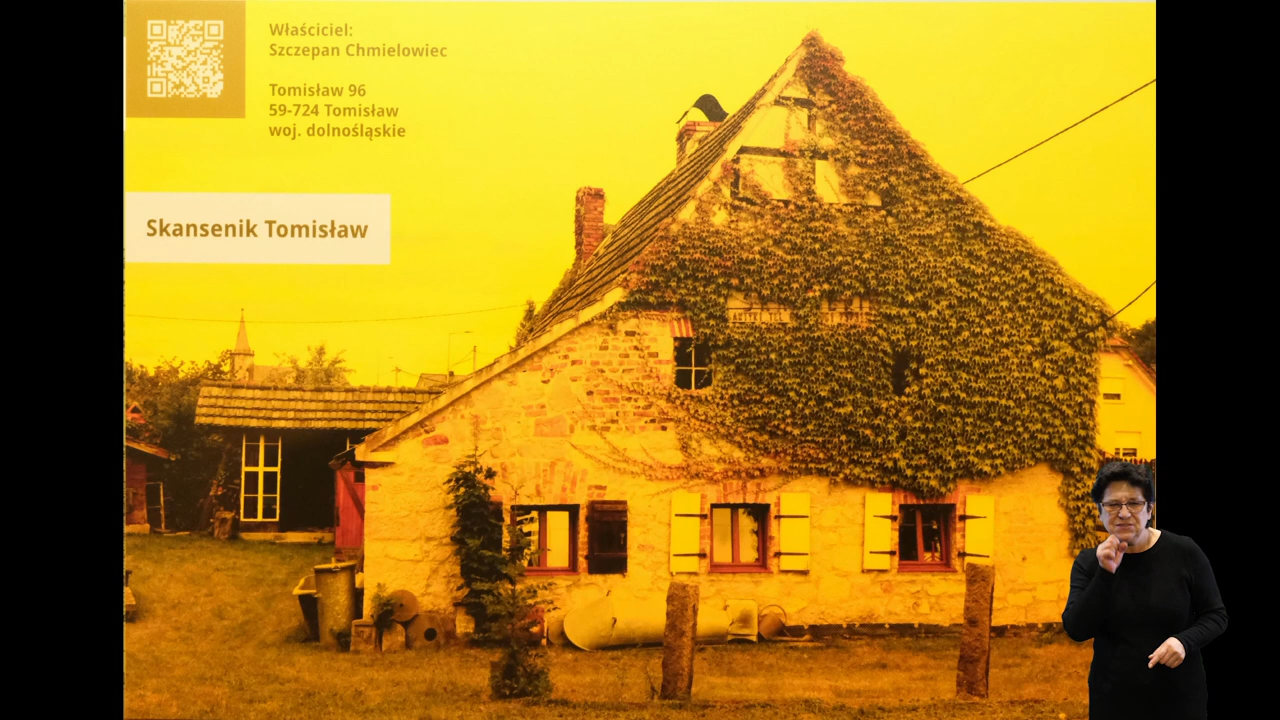 Właściciel:
Szczepan Chmielowiec
Tomisław 96
59-724 Tomisław
woj. dolnośląskie
Skansenik Tomisław